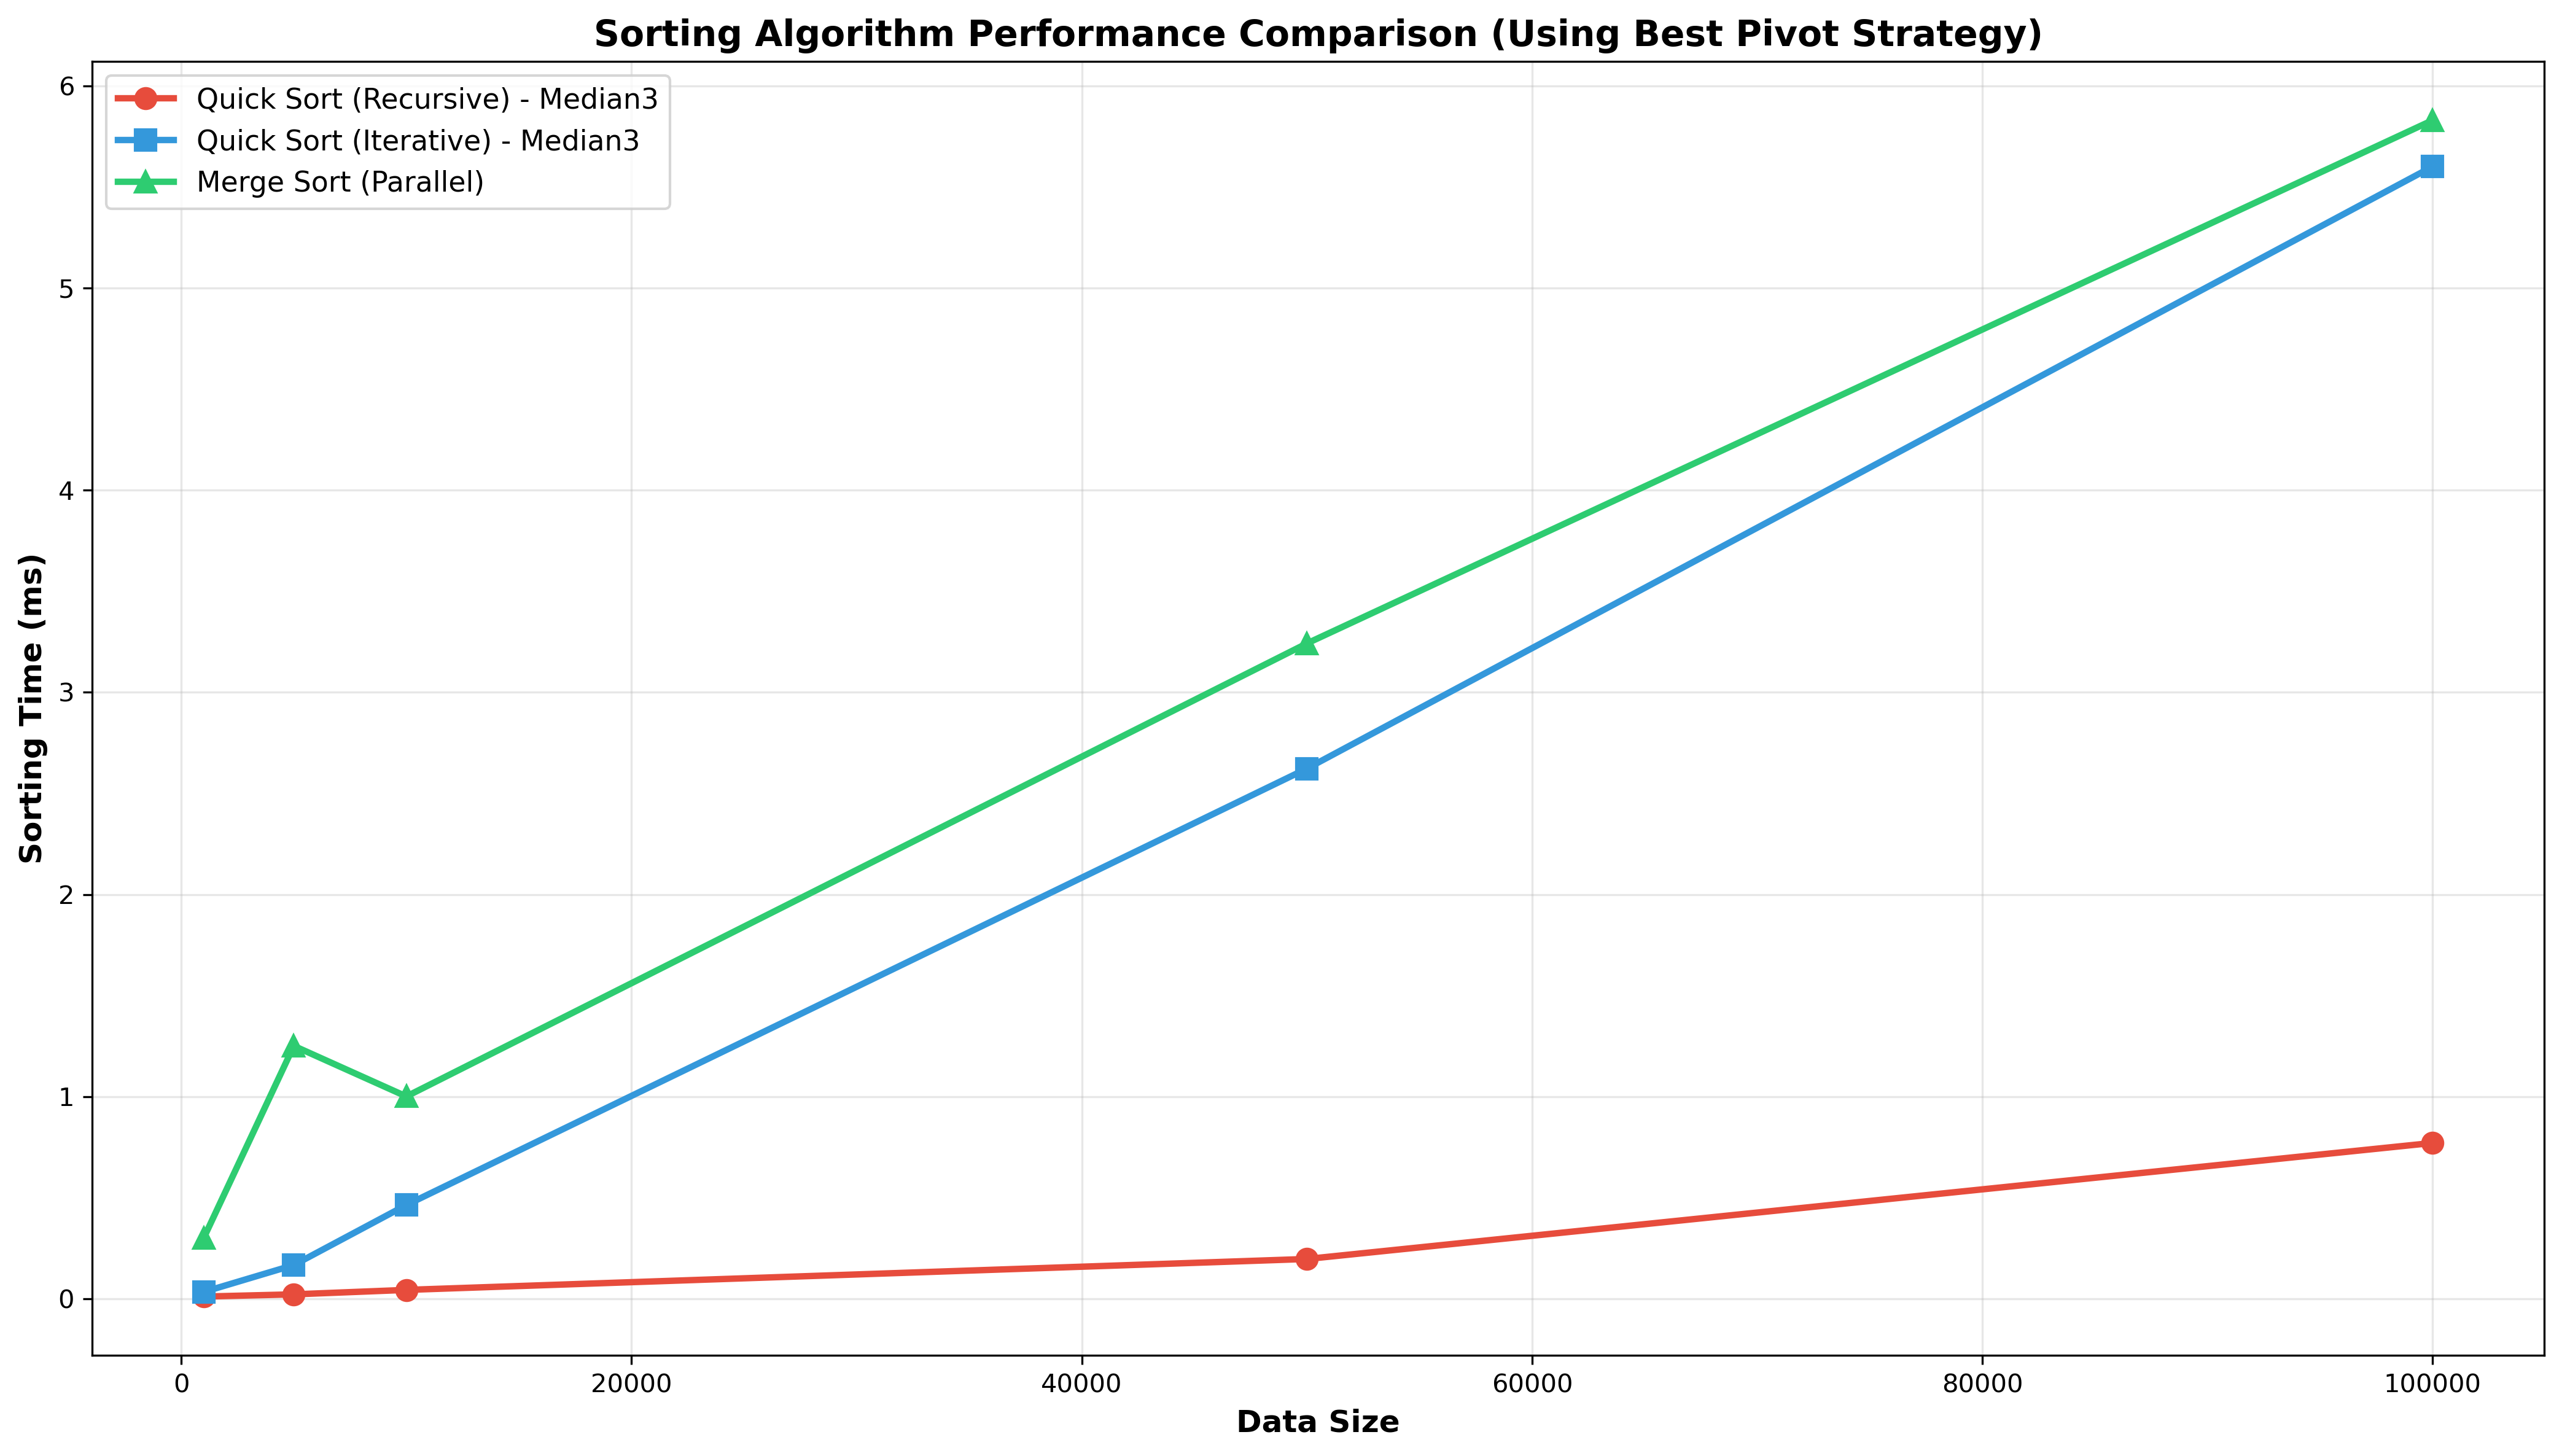 Sorting Algorithm Performance Comparison (Using Best Pivot Strategy)
Quick Sort (Recursive) - Median3
Quick Sort (Iterative) - Median3
Merge Sort (Parallel)
6
5
4
3
2
1
0
Sorting Time (ms)
0 20000 40000 60000 80000 100000
Data Size